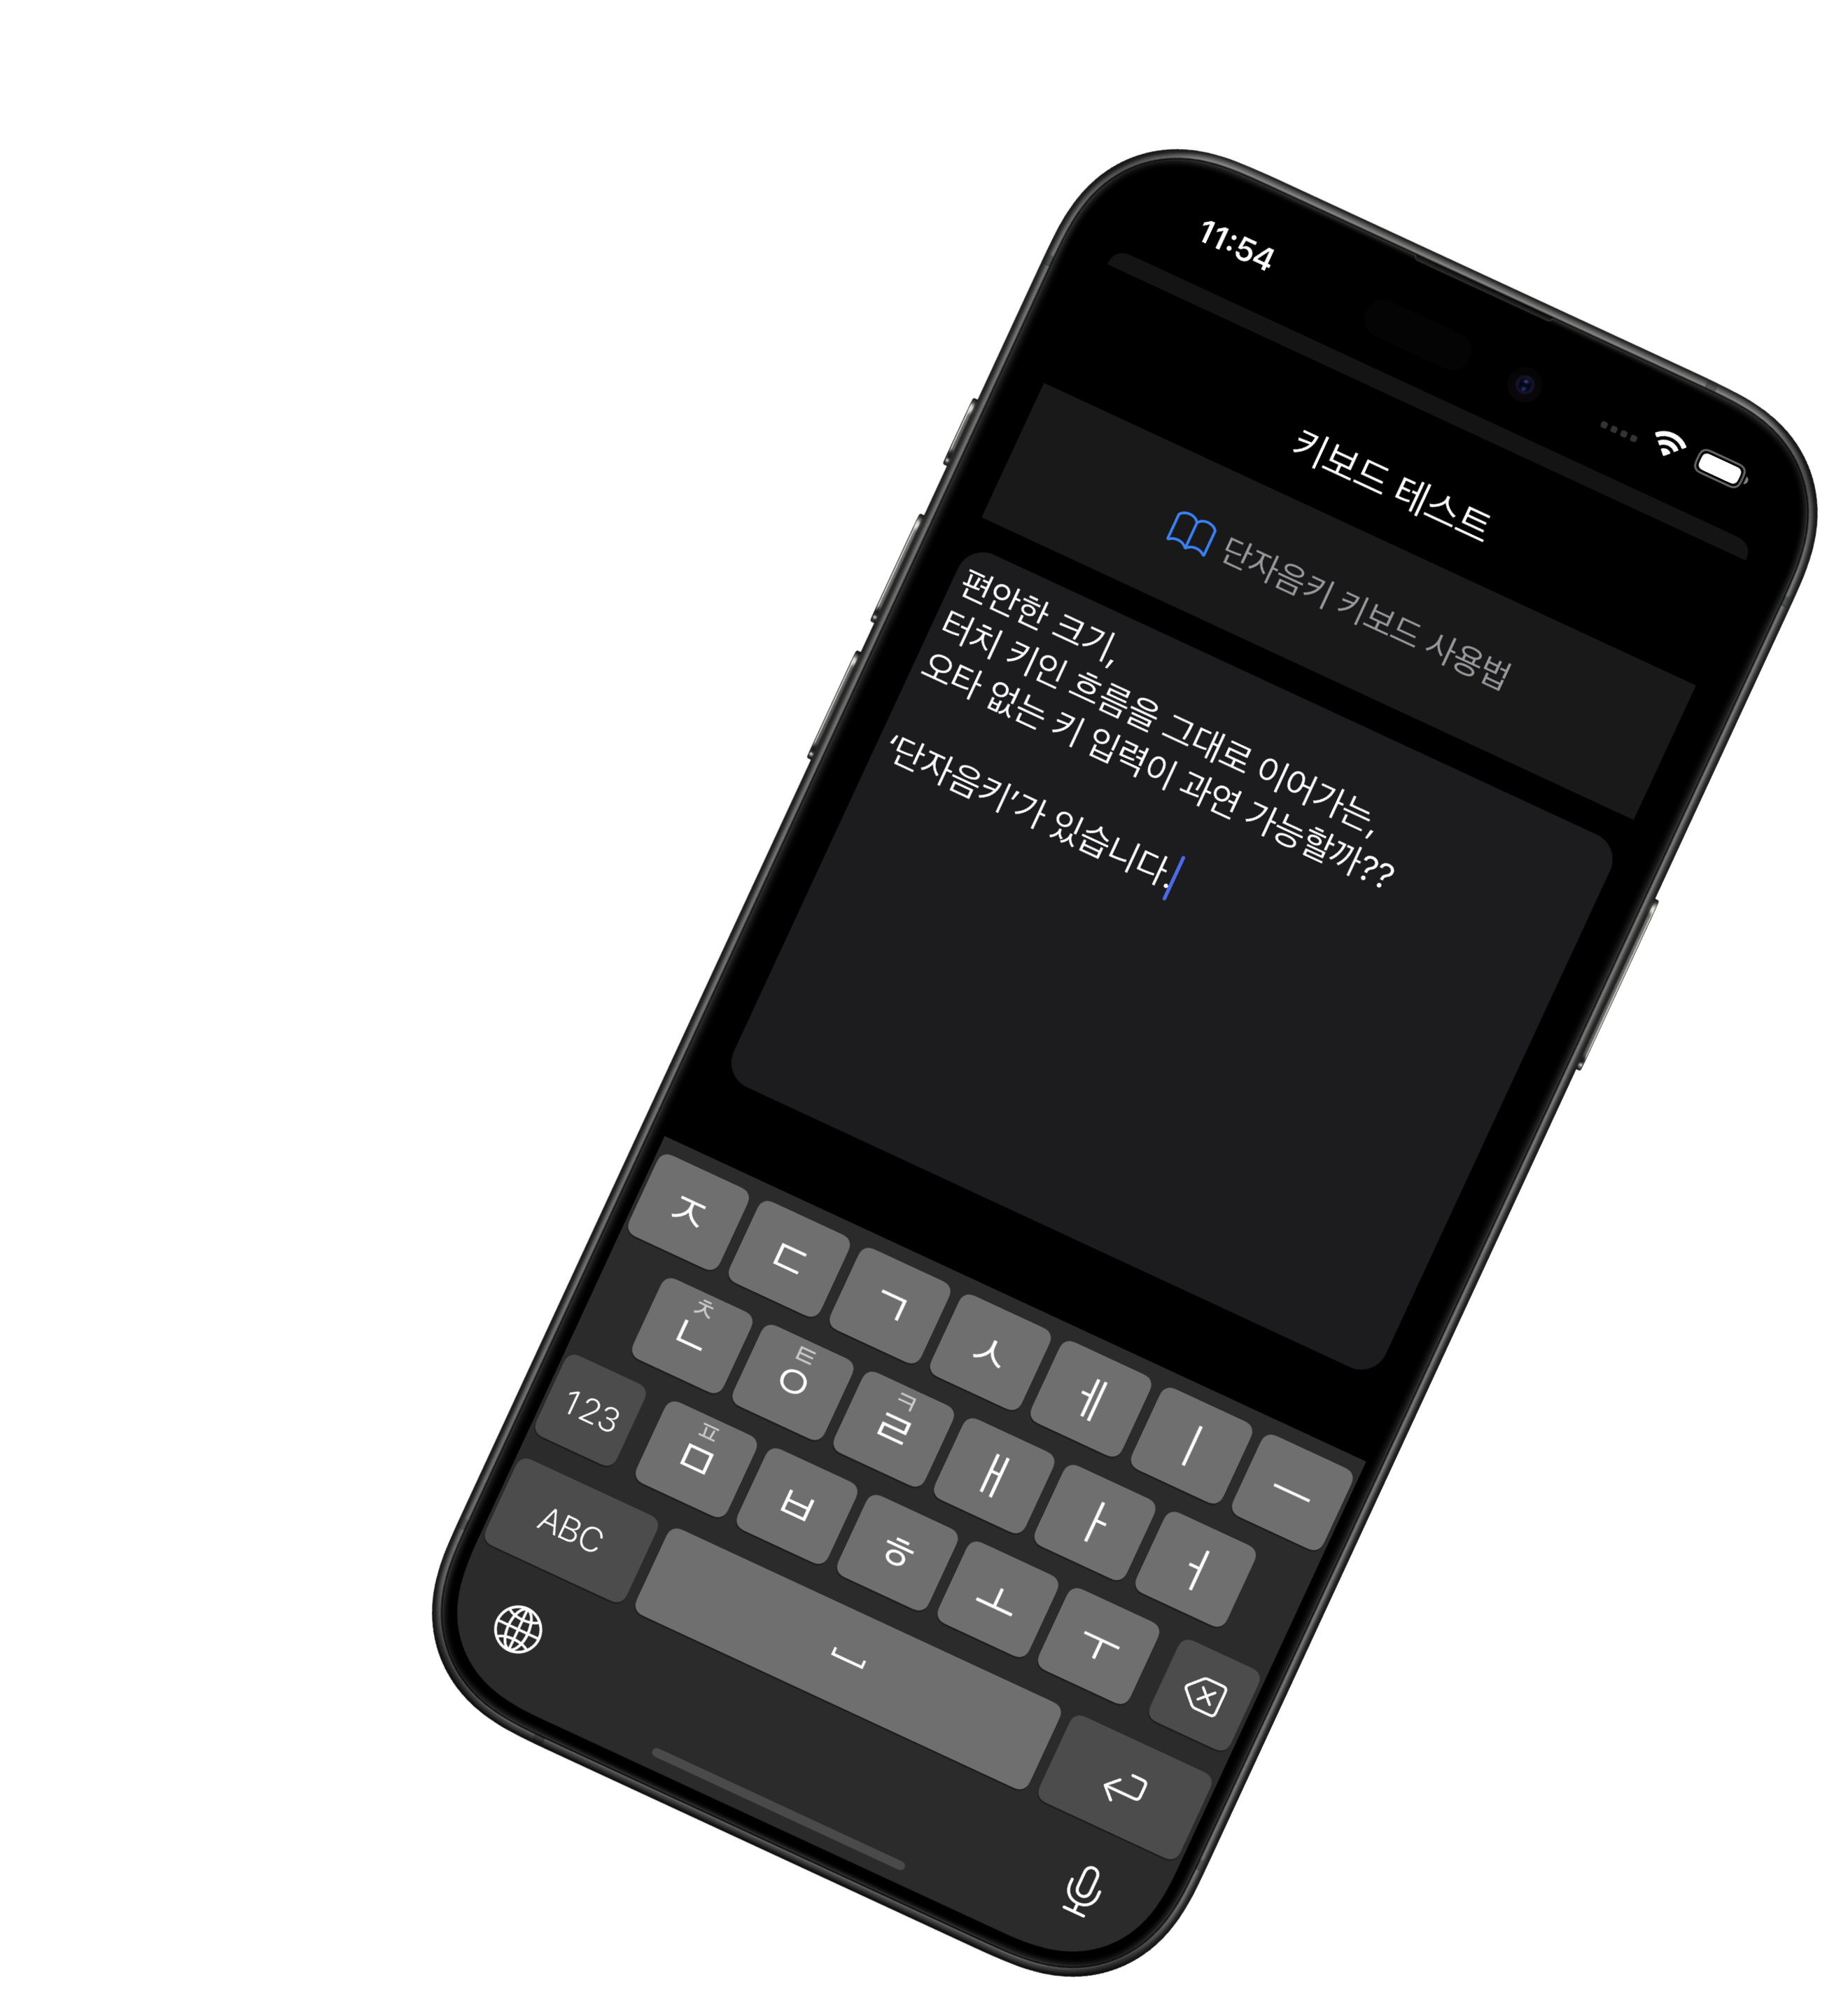 11:54
키보드 테스트
단자음키 키보드 사용법
편안한 크기,
터치 키인 흐름을 그대로 이어가는,
오타 없는 키 입력이 과연 가능할까??
'단자음키'가 있습니다.
ㅈ ㄷ ㄱ ㅅ ㅔ ㅣ ㅡ
ㅊ ㅌ ㅋ
ㄴ ㅇ ㄹ ㅐ ㅏ ㅓ
ㅍ
123 ㅁ ㅂ ㅎ ㅗ ㅜ
ABC